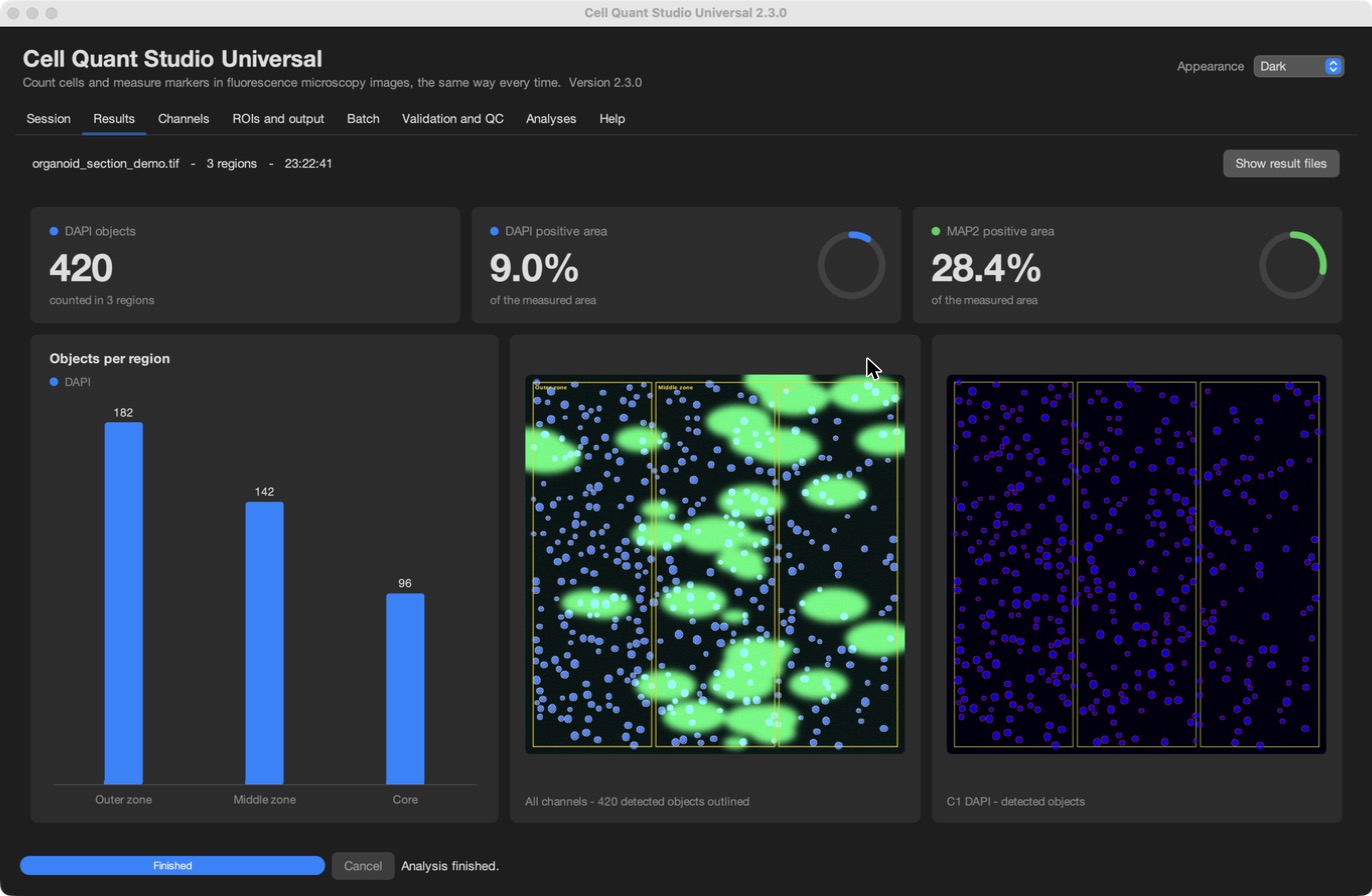 Cell Quant Studio Universal 2.3.0
Cell Quant Studio Universal
Count cells and measure markers in fluorescence microscopy images, the same way every time.  Version 2.3.0
Appearance Dark
Session Results Channels ROIs and output Batch Validation and QC Analyses Help
organoid_section_demo.tif - 3 regions - 23:22:41
Show result files
DAPI objects
420
counted in 3 regions
DAPI positive area
9.0%
of the measured area
MAP2 positive area
28.4%
of the measured area
Objects per region
DAPI
182
142
96
Outer zone Middle zone Core
Outer zone Middle zone
All channels - 420 detected objects outlined
C1 DAPI - detected objects
Finished Cancel Analysis finished.